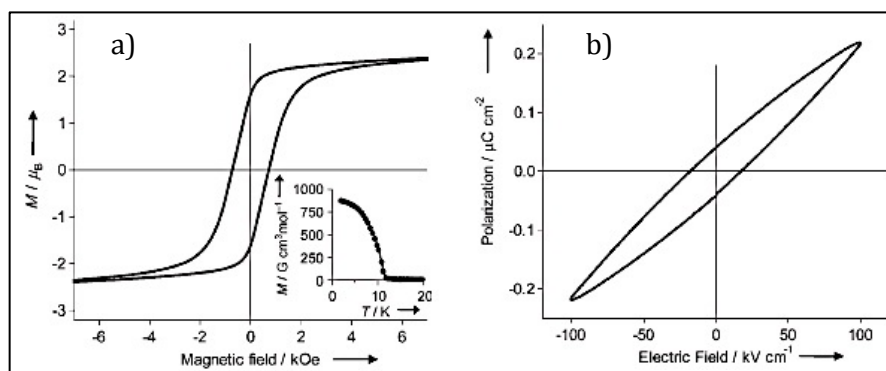 a)
3
2
1
0
-1
-2
-3
M / μB
-6 -4 -2 0 2 4 6
Magnetic field / kOe
1000
750
500
250
0
M / G cm³mol⁻¹
0 10 20
T / K
b)
0.2
0.1
0.0
-0.1
-0.2
Polarization / μC cm⁻²
-100 -50 0 50 100
Electric Field / kV cm⁻¹